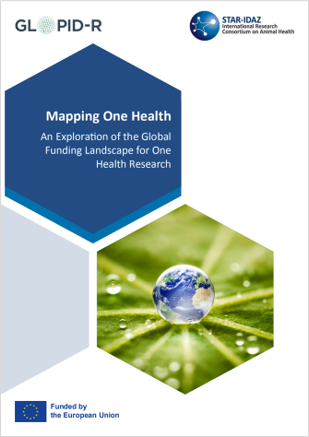 GLOPID-R
STAR-IDAZ
International Research
Consortium on Animal Health
Mapping One Health
An Exploration of the Global
Funding Landscape for One
Health Research
Funded by
the European Union